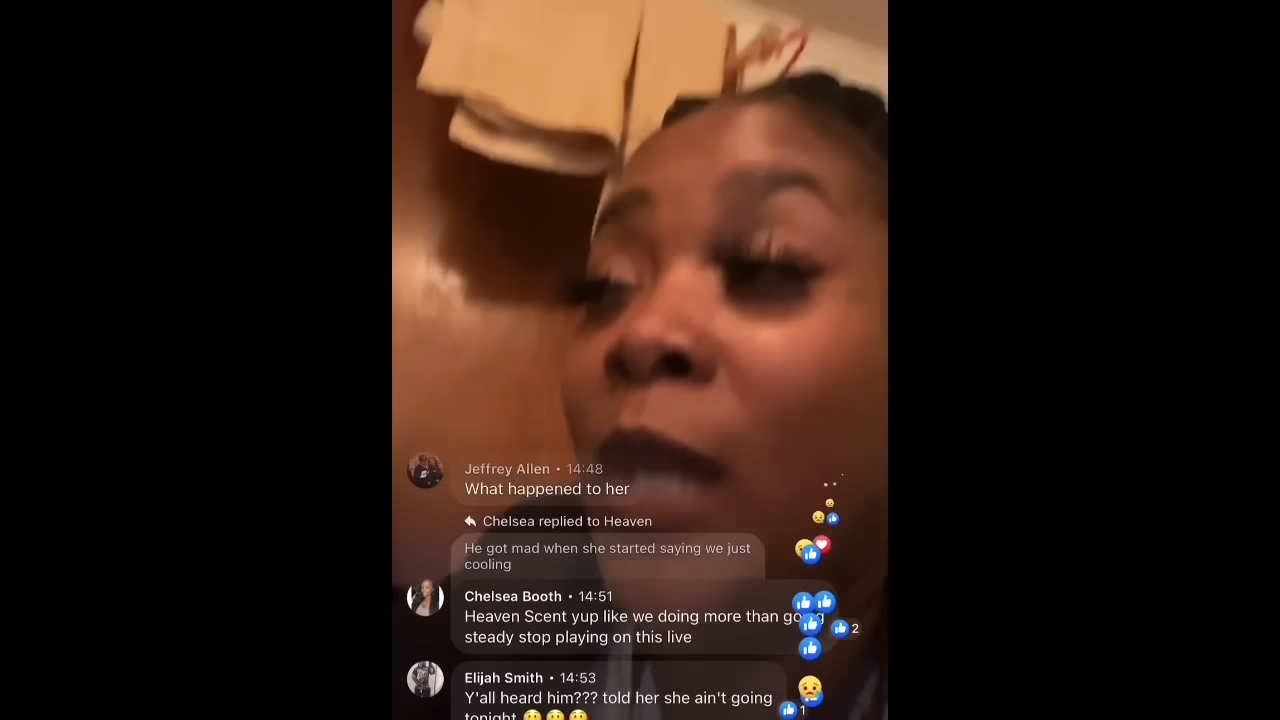 Jeffrey Allen • 14:48
What happened to her
Chelsea replied to Heaven
He got mad when she started saying we just
cooling
Chelsea Booth • 14:51
Heaven Scent yup like we doing more than going
steady stop playing on this live
2
Elijah Smith • 14:53
Y'all heard him??? told her she ain't going
tonight
1